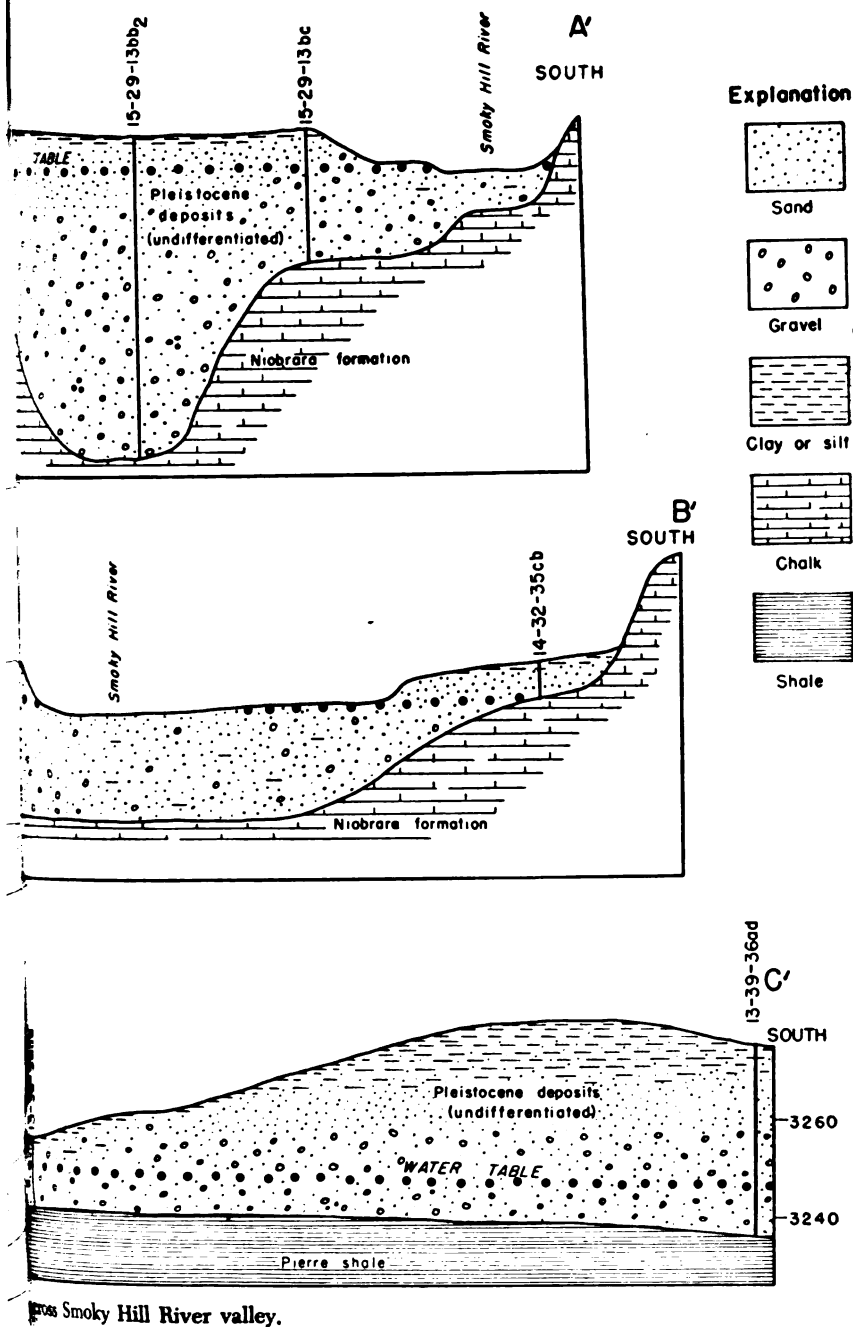 15-29-13bb2
15-29-13bc
Smoky Hill River
A'
SOUTH
TABLE
Pleistocene
deposits
(undifferentiated)
Niobrara formation
Explanation
Sand
Gravel
Clay or silt
Chalk
Shale
B'
SOUTH
Smoky Hill River
14-32-35cb
Niobrara formation
13-39-36ad
C'
SOUTH
Pleistocene deposits
(undifferentiated)
WATER TABLE
3260
3240
Pierre shale
Smoky Hill River valley.